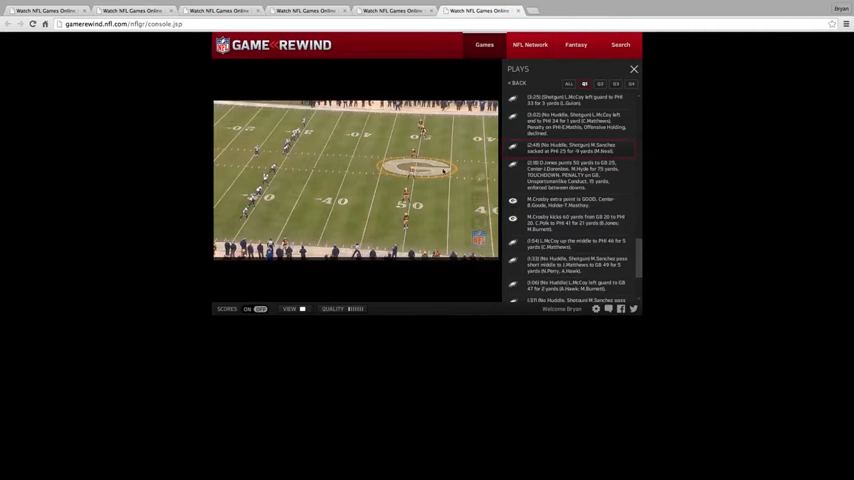 Watch NFL Games Online
Watch NFL Games Online
Watch NFL Games Online
Watch NFL Games Online
Watch NFL Games Online
Watch NFL Games Online
Bryan
gamerewind.nfl.com/nflgr/console.jsp
NFL GAME REWIND
Games
NFL Network
Fantasy
Search
PLAYS
BACK
ALL
Q1
Q2
Q3
Q4
(3:25) (Shotgun) L.McCoy left guard to PHI
33 for 3 yards (L.Guion).
(3:02) (No Huddle, Shotgun) L.McCoy left
end to PHI 34 for 1 yard (C.Matthews).
Penalty on PHI-E.Mathis, Offensive Holding,
declined.
(No Huddle, Shotgun) M.Sanchez
sacked at PHI 25 for -9 yards (M.Neal).
D.Jones punts 50 yards to GB 25,
Center-J.Dorenbos. M.Hyde for 75 yards,
TOUCHDOWN. PENALTY on GB,
Unsportsmanlike Conduct, 15 yards,
enforced between downs.
M.Crosby extra point is GOOD, Center-
B.Goode, Holder-T.Masthay.
M.Crosby kicks 60 yards from GB 20 to PHI
20. C.Polk to PHI 41 for 21 yards (B.Jones;
M.Burnett).
(1:54) L.McCoy up the middle to PHI 46 for 5
yards (C.Matthews).
(1:33) (No Huddle, Shotgun) M.Sanchez pass
short middle to J.Matthews to GB 49 for 5
yards (N.Perry, A.Hawk).
(1:06) (No Huddle) L.McCoy left guard to GB
47 for 2 yards (A.Hawk, M.Burnett).
(No Huddle, Shotgun) M.Sanchez pass
SCORES
ON
OFF
VIEW
QUALITY
Welcome Bryan